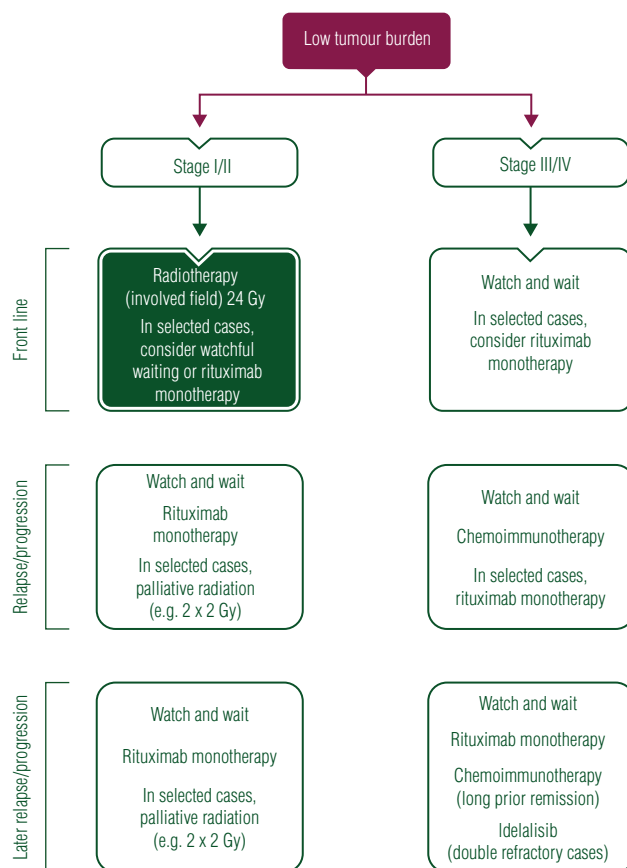 Low tumour burden
Stage I/II
Stage III/IV
Front line
Radiotherapy
(involved field) 24 Gy
In selected cases,
consider watchful
waiting or rituximab
monotherapy
Watch and wait
In selected cases,
consider rituximab
monotherapy
Relapse/progression
Watch and wait
Rituximab
monotherapy
In selected cases,
palliative radiation
(e.g. 2 x 2 Gy)
Watch and wait
Chemoimmunotherapy
In selected cases,
rituximab monotherapy
Later relapse/progression
Watch and wait
Rituximab monotherapy
In selected cases,
palliative radiation
(e.g. 2 x 2 Gy)
Watch and wait
Rituximab monotherapy
Chemoimmunotherapy
(long prior remission)
Idelalisib
(double refractory cases)